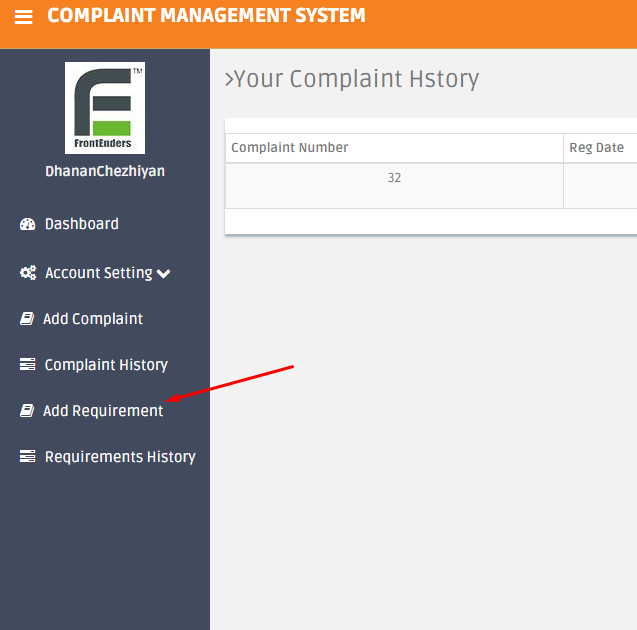 COMPLAINT MANAGEMENT SYSTEM
TM
FrontEnders
DhananChezhiyan
Dashboard
Account Setting
Add Complaint
Complaint History
Add Requirement
Requirements History
>Your Complaint Hstory
Complaint Number Reg Date
32